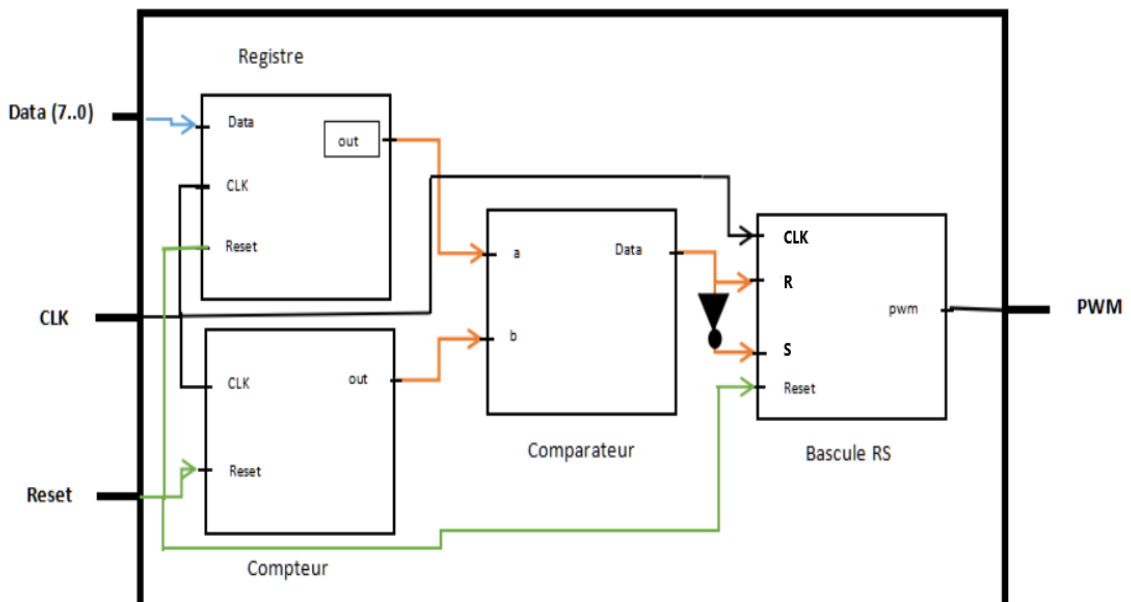 Registre
Data (7..0)
Data
out
CLK
Reset
CLK
Compteur
CLK
out
Reset
Reset
a
Data
b
Comparateur
CLK
R
pwm
S
Reset
Bascule RS
PWM